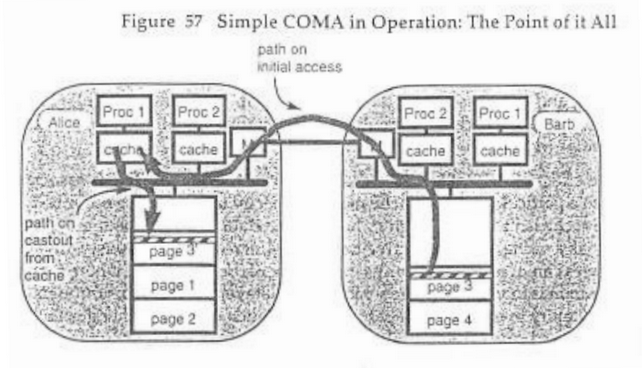 Figure 57 Simple COMA in Operation: The Point of it All
path on
initial access
Alice
Proc 1
Proc 2
cache
cache
path on
castout
from
cache
page 3
page 1
page 2
Proc 2
Proc 1
Barb
cache
cache
page 3
page 4